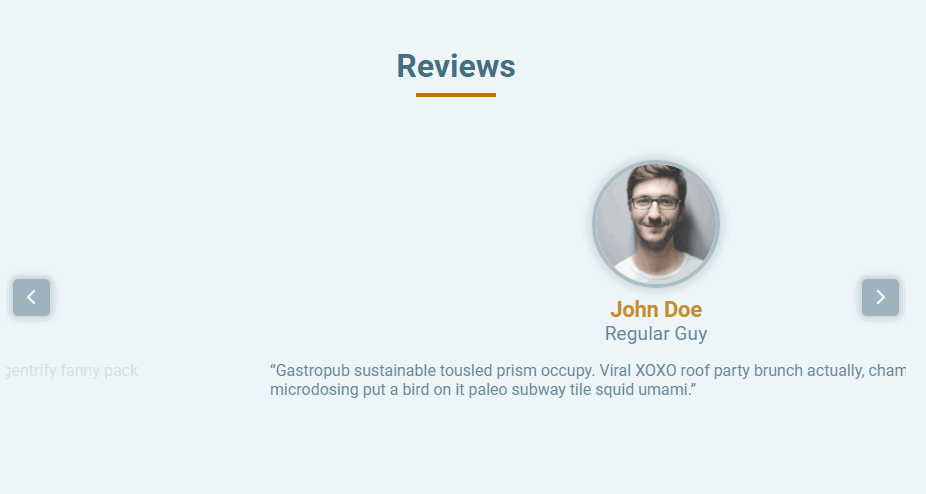 Reviews
John Doe
Regular Guy
gentrify fanny pack
“Gastropub sustainable tousled prism occupy. Viral XOXO roof party brunch actually, cham
microdosing put a bird on it paleo subway tile squid umami.”